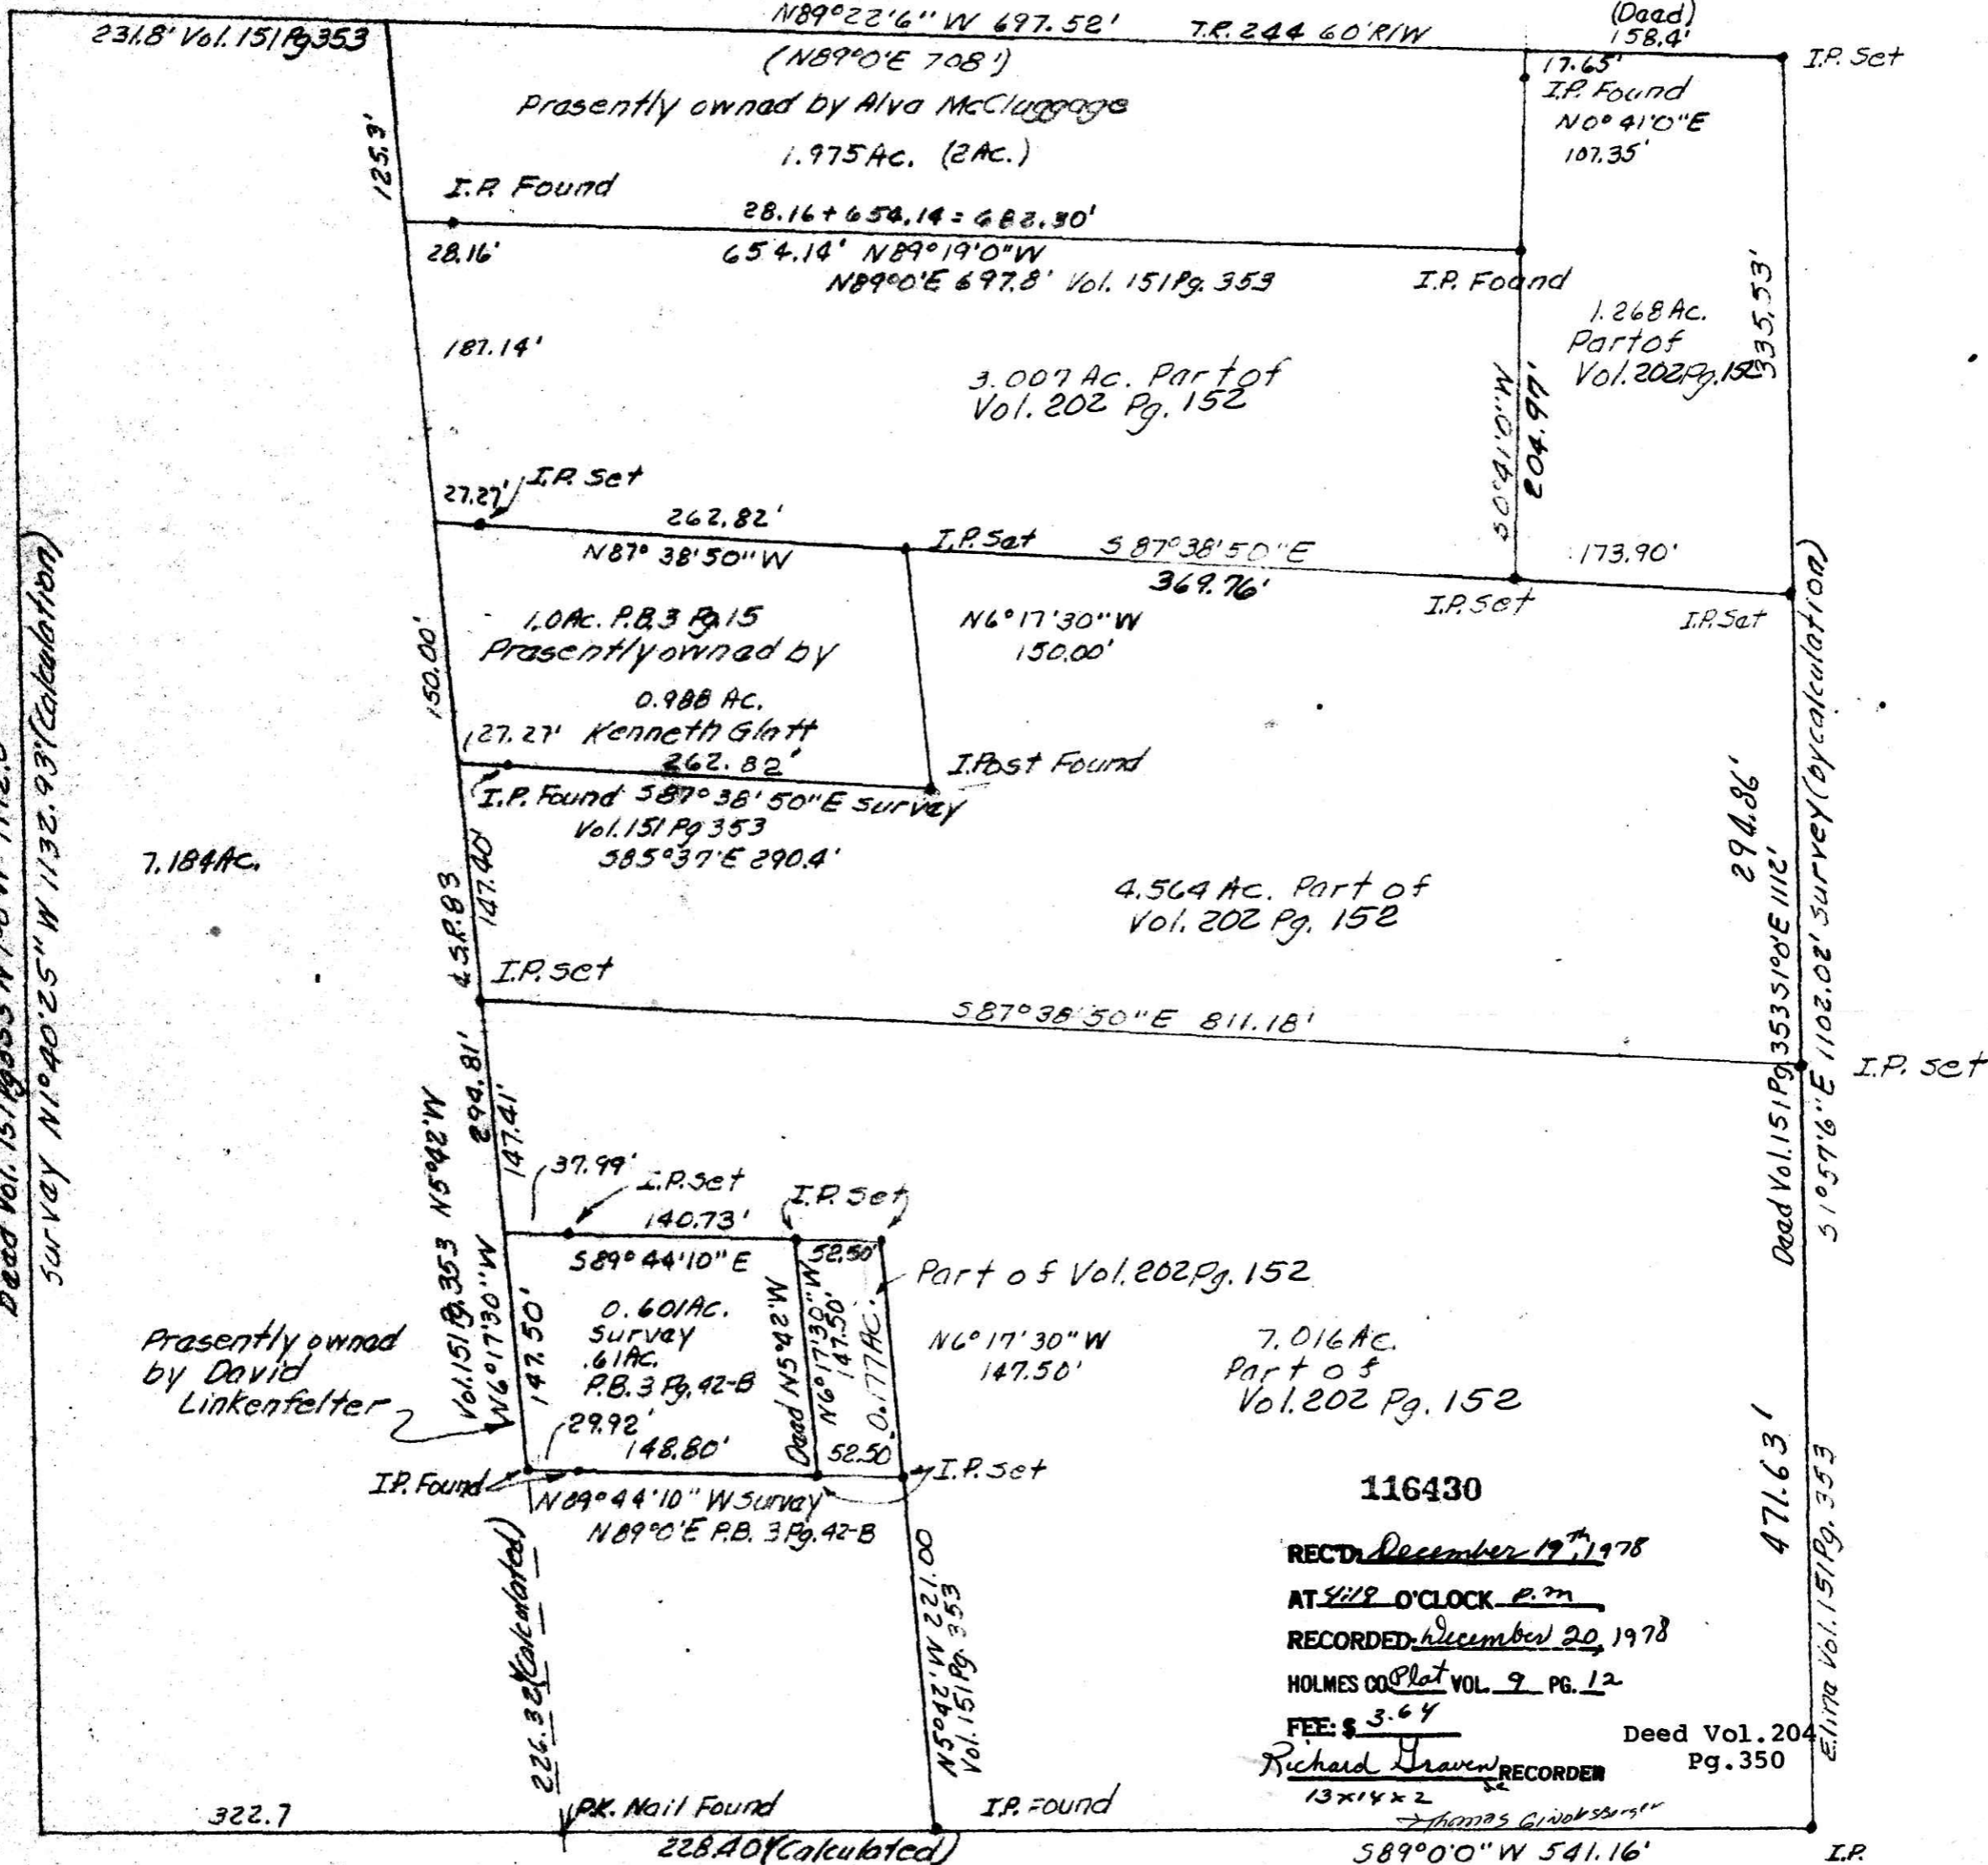 N89°22'6" W 697.52'
T.R. 244 60'R/W
(Deed)
158.4'
231.8' Vol. 151 Pg 353
(N89°0'E 708')
I.P. Set
17.65'
I.P. Found
N0°41'0"E
107.35'
Presently owned by Alva McCluggage
1.975 Ac. (2 Ac.)
125.3'
I.P. Found
28.16 + 654.14 = 682.30'
28.16'
654.14' N89°19'0"W
N89°0'E 697.8' Vol. 151 Pg. 353
I.P. Found
335.53'
1.268 Ac.
Part of
Vol. 202 Pg. 152
187.14'
3.007 Ac. Part of
Vol. 202 Pg. 152
S0°41'0"W
204.97'
27.27'
I.P. Set
262.82'
N87°38'50"W
I.P. Set
S87°38'50"E
369.76'
173.90'
I.P. Set
I.P. Set
1.0 Ac. P.B. 3 Pg. 15
Presently owned by
0.988 Ac.
27.27' Kenneth Glatt
262.82'
150.00'
N6°17'30"W
150.00'
I. Post Found
I.P. Found S87°38'50"E survey
Vol. 151 Pg 353
S85°37'E 290.4'
7.184 Ac.
Survey N1°40'25"W 1132.93' (Calculation)
Deed Vol. 151 Pg 353
147.40'
4.564 Ac. Part of
Vol. 202 Pg. 152
294.86'
Deed Vol. 151 Pg. 353 S1°0'E 1112'
S1°57'6"E 1102.02' survey (by calculation)
I.P. set
S87°38'50"E 811.18'
I.P. set
294.81'
147.41'
37.99'
I.P. set
140.73'
I.P. set
S89°44'10"E
52.50'
Part of Vol. 202 Pg. 152
Vol. 151 Pg. 353 N5°42'W
N6°17'30"W
147.50'
0.601 Ac.
survey
.61 Ac.
P.B. 3 Pg. 42-B
Deed N5°42'W.
N6°17'30"W
147.50'
0.177 AC.
N6°17'30"W
147.50'
7.016 Ac.
Part of
Vol. 202 Pg. 152
Presently owned
by David
Linkenfelter
29.92'
148.80'
52.50
I.P. Found
I.P. set
N89°44'10"W Survey
N89°0'E P.B. 3 Pg. 42-B
471.63'
116430
REC'D. December 19th, 1978
AT 4:19 O'CLOCK P.M
RECORDED. December 20, 1978
HOLMES CO. Plat VOL. 9 PG. 12
FEE: $ 3.64
Richard Graven RECORDER
13x14x2
Deed Vol. 204
Pg. 350
Vol. 151 Pg. 353
226.32' (Calculated)
N5°42'W 221.00
Vol. 151 Pg. 353
322.7
P.K. Nail Found
I.P. Found
228.40' (Calculated)
S89°0'0"W 541.16'
I.P.